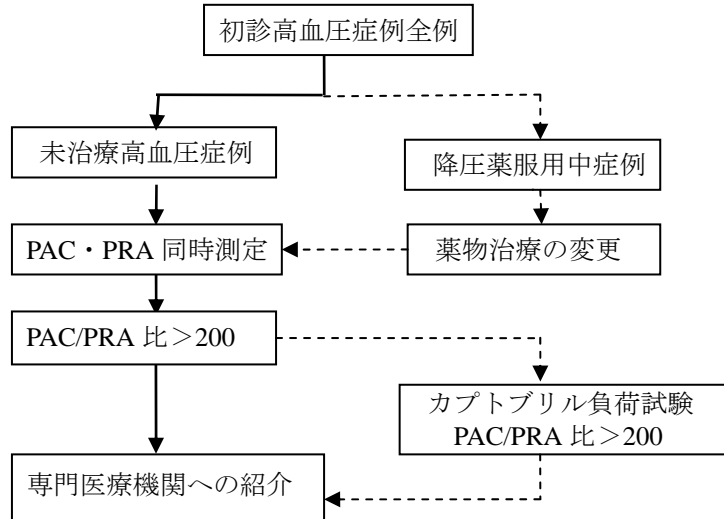 初診高血圧症例全例
未治療高血圧症例
降圧薬服用中症例
PAC・PRA 同時測定
薬物治療の変更
PAC/PRA 比＞200
カプトブリル負荷試験
PAC/PRA 比＞200
専門医療機関への紹介